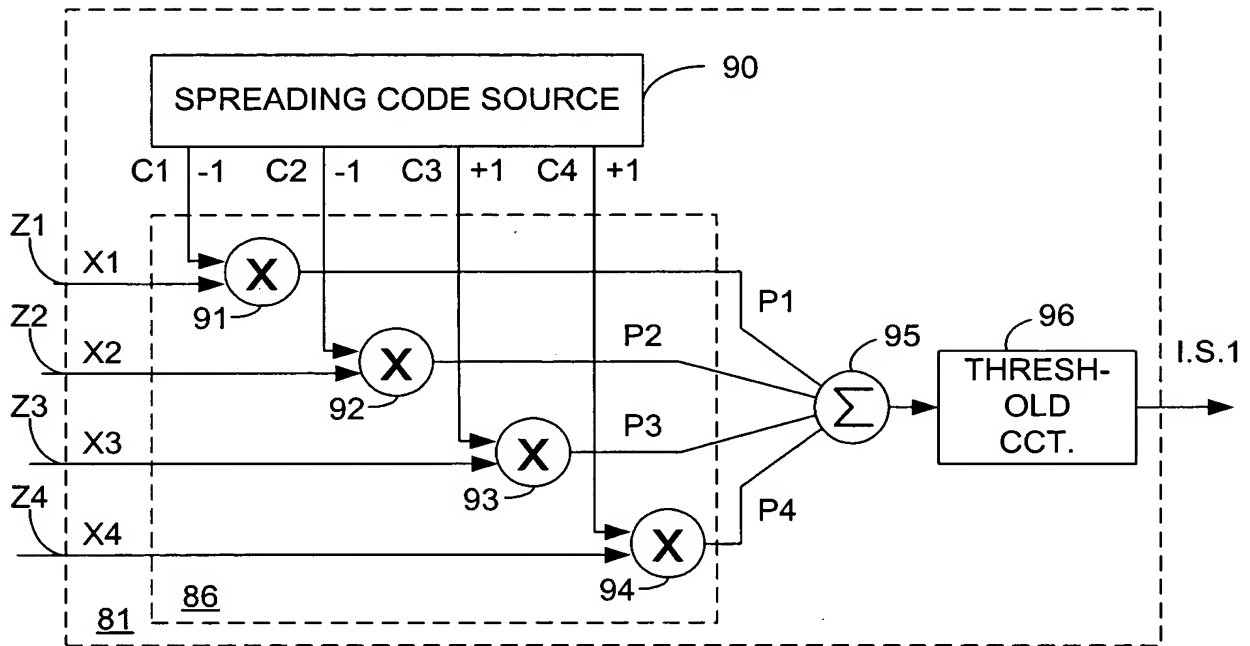 90
SPREADING CODE SOURCE
C1 -1 C2 -1 C3 +1 C4 +1
Z1
X1
X
91
P1
Z2
X2
X
92
P2
95
96
I.S.1
Σ
THRESH-
OLD
CCT.
Z3
X3
X
93
P3
Z4
X4
X
94
P4
86
81